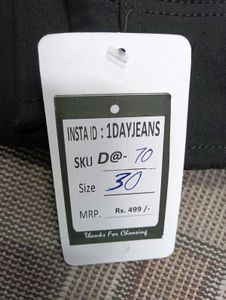 INSTA ID : 1DAYJEANS
SKU D@- 70
Size 30
MRP. Rs. 499 /-
Thanks For Choosing